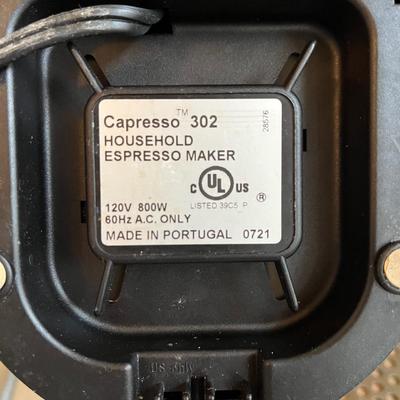 Capresso™ 302
HOUSEHOLD
ESPRESSO MAKER
28576
C UL US
®
120V 800W
LISTED 39C5 P
60Hz A.C. ONLY
MADE IN PORTUGAL 0721